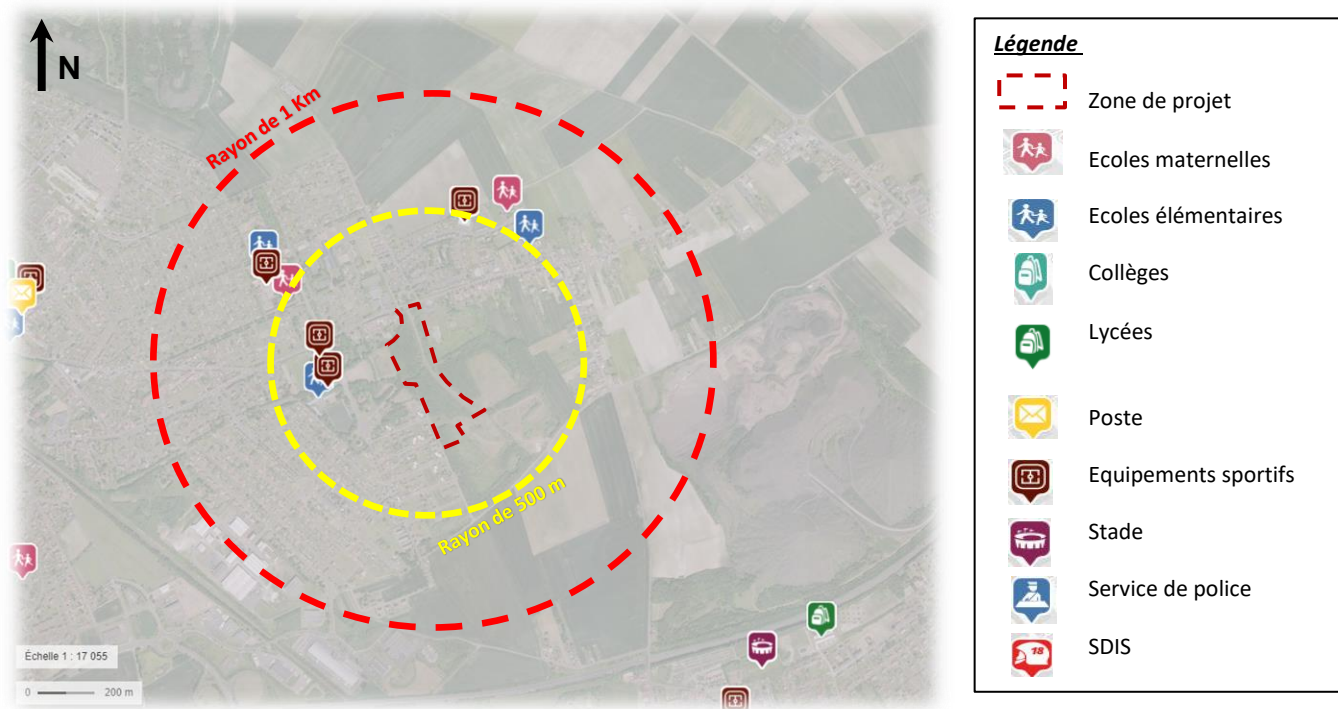 N
Rayon de 1 Km
Rayon de 500 m
Échelle 1 : 17 055
0 200 m
Légende
Zone de projet
Ecoles maternelles
Ecoles élémentaires
Collèges
Lycées
Poste
Equipements sportifs
Stade
Service de police
18
SDIS